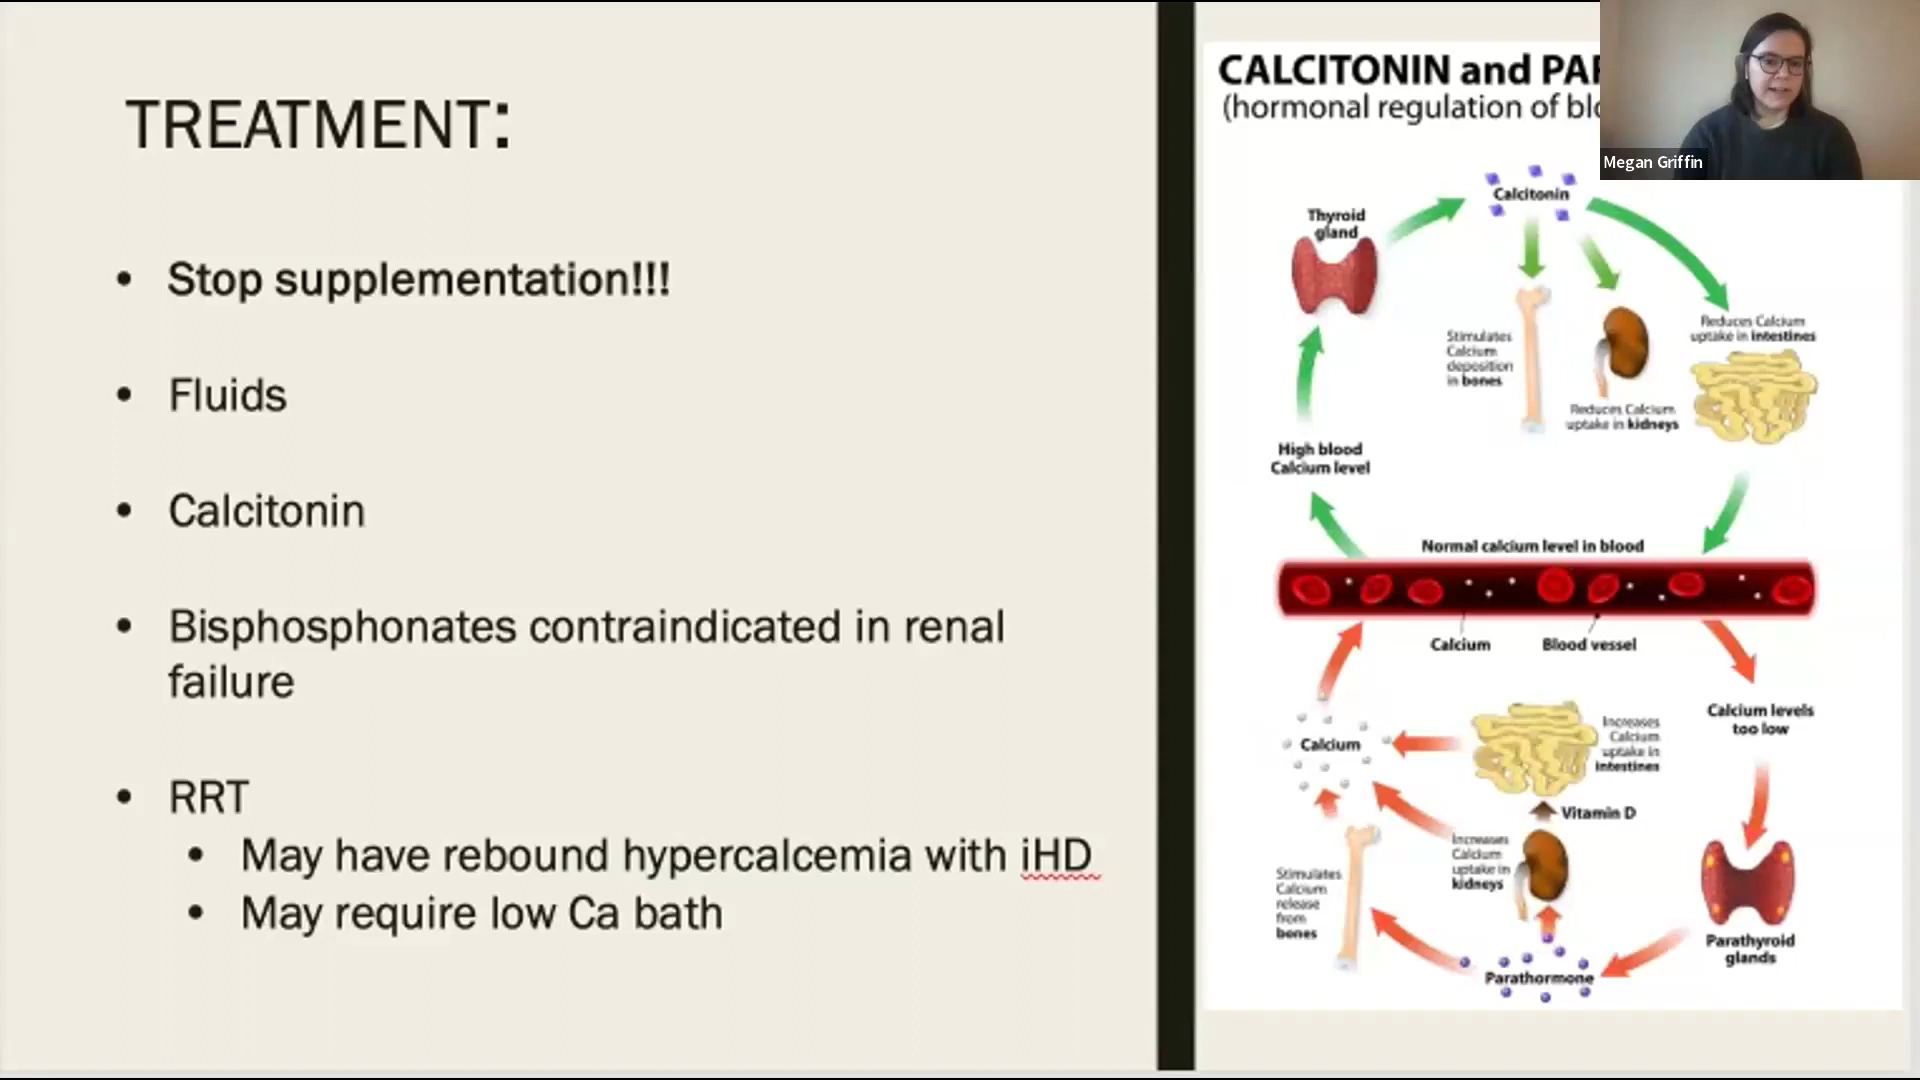 TREATMENT:
• Stop supplementation!!!
• Fluids
• Calcitonin
• Bisphosphonates contraindicated in renal
failure
• RRT
• May have rebound hypercalcemia with iHD
• May require low Ca bath
CALCITONIN and
(hormonal regulation of
Megan Griffin
Calcitonin
Thyroid
gland
Stimulates
Calcium
deposition
in bones
Reduces Calcium
uptake in kidneys
Reduces Calcium
uptake in intestines
High blood
Calcium level
Normal calcium level in blood
Calcium
Blood vessel
Calcium levels
too low
Calcium
Increases
Calcium
uptake in
intestines
Vitamin D
Increases
Calcium
uptake in
kidneys
Stimulates
Calcium
release
from
bones
Parathyroid
glands
Parathormone